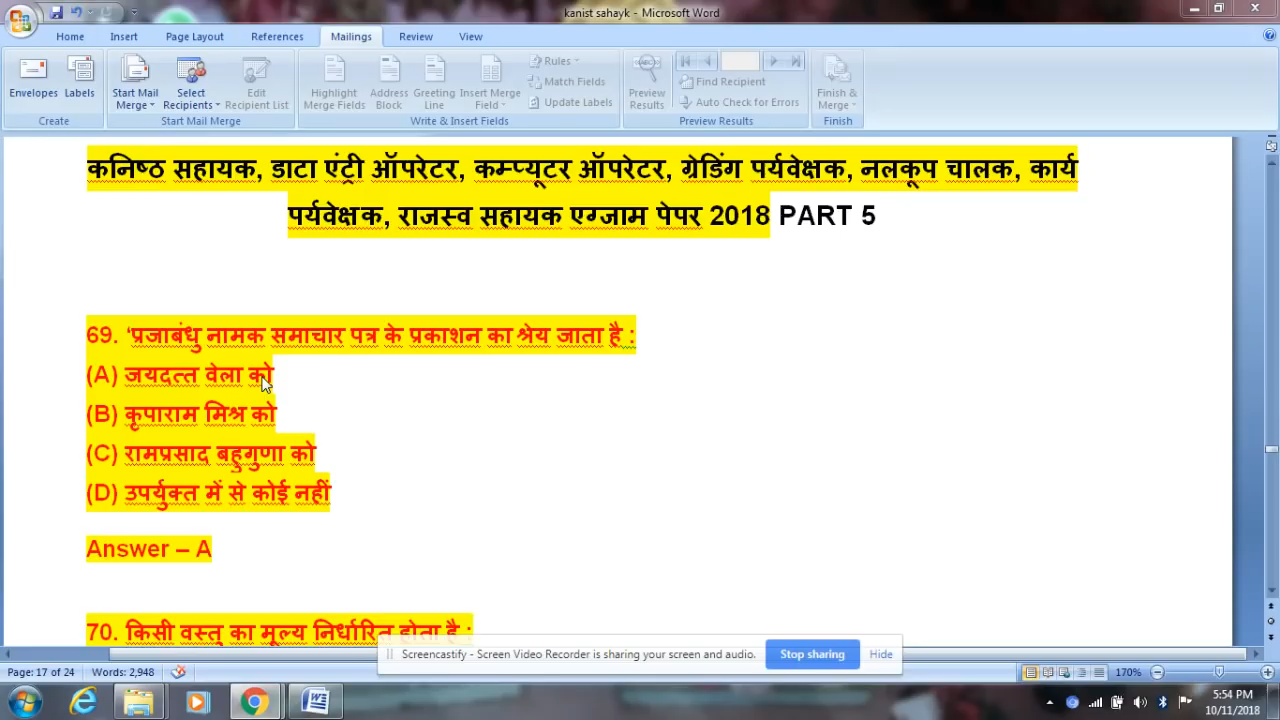 kanist sahayk - Microsoft Word
Home Insert Page Layout References Mailings Review View
Envelopes Labels Start Mail Merge Select Recipients Edit Recipient List Highlight Merge Fields Address Block Greeting Line Insert Merge Field Rules Match Fields Update Labels Preview Results Find Recipient Auto Check for Errors Finish & Merge
Create Start Mail Merge Write & Insert Fields Preview Results Finish
कनिष्ठ सहायक, डाटा एंट्री ऑपरेटर, कम्प्यूटर ऑपरेटर, ग्रेडिंग पर्यवेक्षक, नलकूप चालक, कार्य
पर्यवेक्षक, राजस्व सहायक एग्जाम पेपर 2018 PART 5
69. ‘प्रजाबंधु नामक समाचार पत्र के प्रकाशन का श्रेय जाता है :
(A) जयदत्त वेला को
(B) कृपाराम मिश्र को
(C) रामप्रसाद बहुगुणा को
(D) उपर्युक्त में से कोई नहीं
Answer – A
70. किसी वस्तु का मूल्य निर्धारित होता है :
Screencastify - Screen Video Recorder is sharing your screen and audio. Stop sharing Hide
Page: 17 of 24 Words: 2,948 170%
5:54 PM
10/11/2018